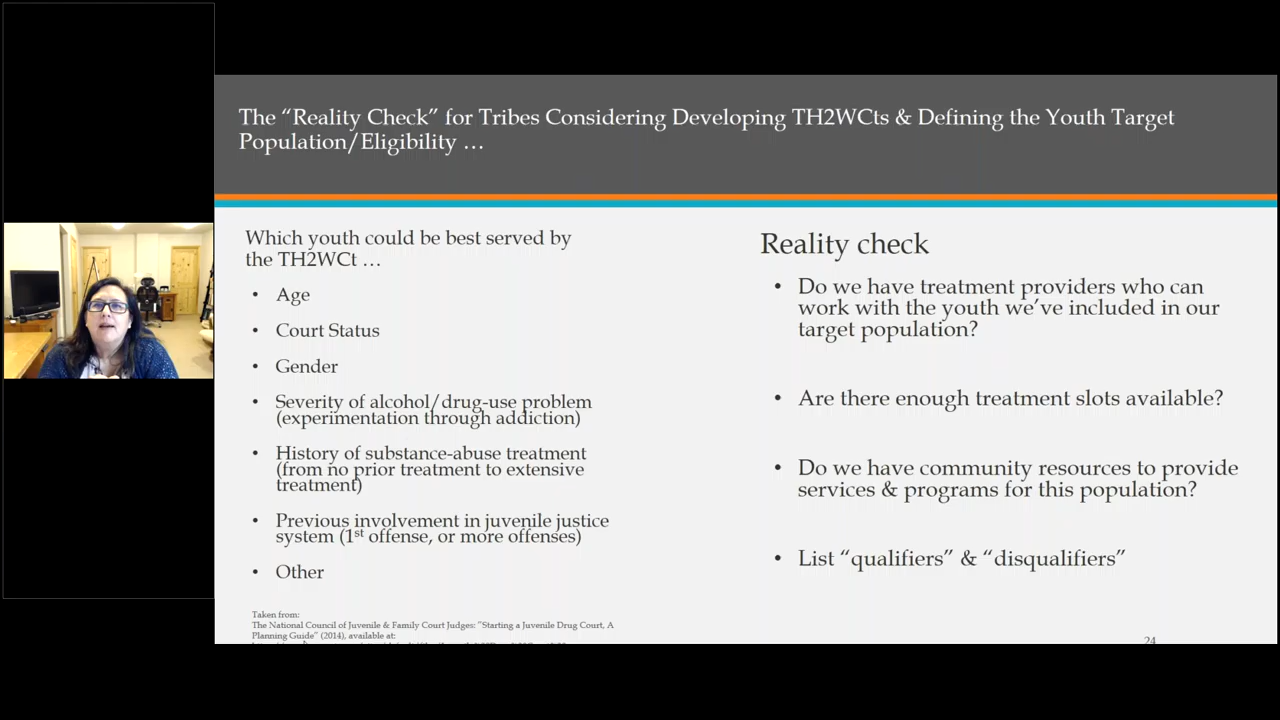 The “Reality Check” for Tribes Considering Developing TH2WCts & Defining the Youth Target
Population/Eligibility …
Which youth could be best served by
the TH2WCt …
• Age
• Court Status
• Gender
• Severity of alcohol/drug-use problem
(experimentation through addiction)
• History of substance-abuse treatment
(from no prior treatment to extensive
treatment)
• Previous involvement in juvenile justice
system (1st offense, or more offenses)
• Other
Taken from:
The National Council of Juvenile & Family Court Judges: “Starting a Juvenile Drug Court, A
Planning Guide” (2014), available at:
Reality check
• Do we have treatment providers who can
work with the youth we’ve included in our
target population?
• Are there enough treatment slots available?
• Do we have community resources to provide
services & programs for this population?
• List “qualifiers” & “disqualifiers”
24